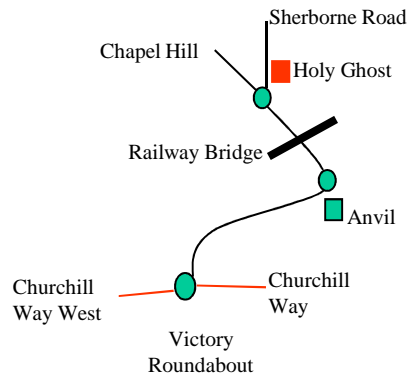 Sherborne Road
Chapel Hill
Holy Ghost
Railway Bridge
Anvil
Churchill
Way West
Churchill
Way
Victory
Roundabout